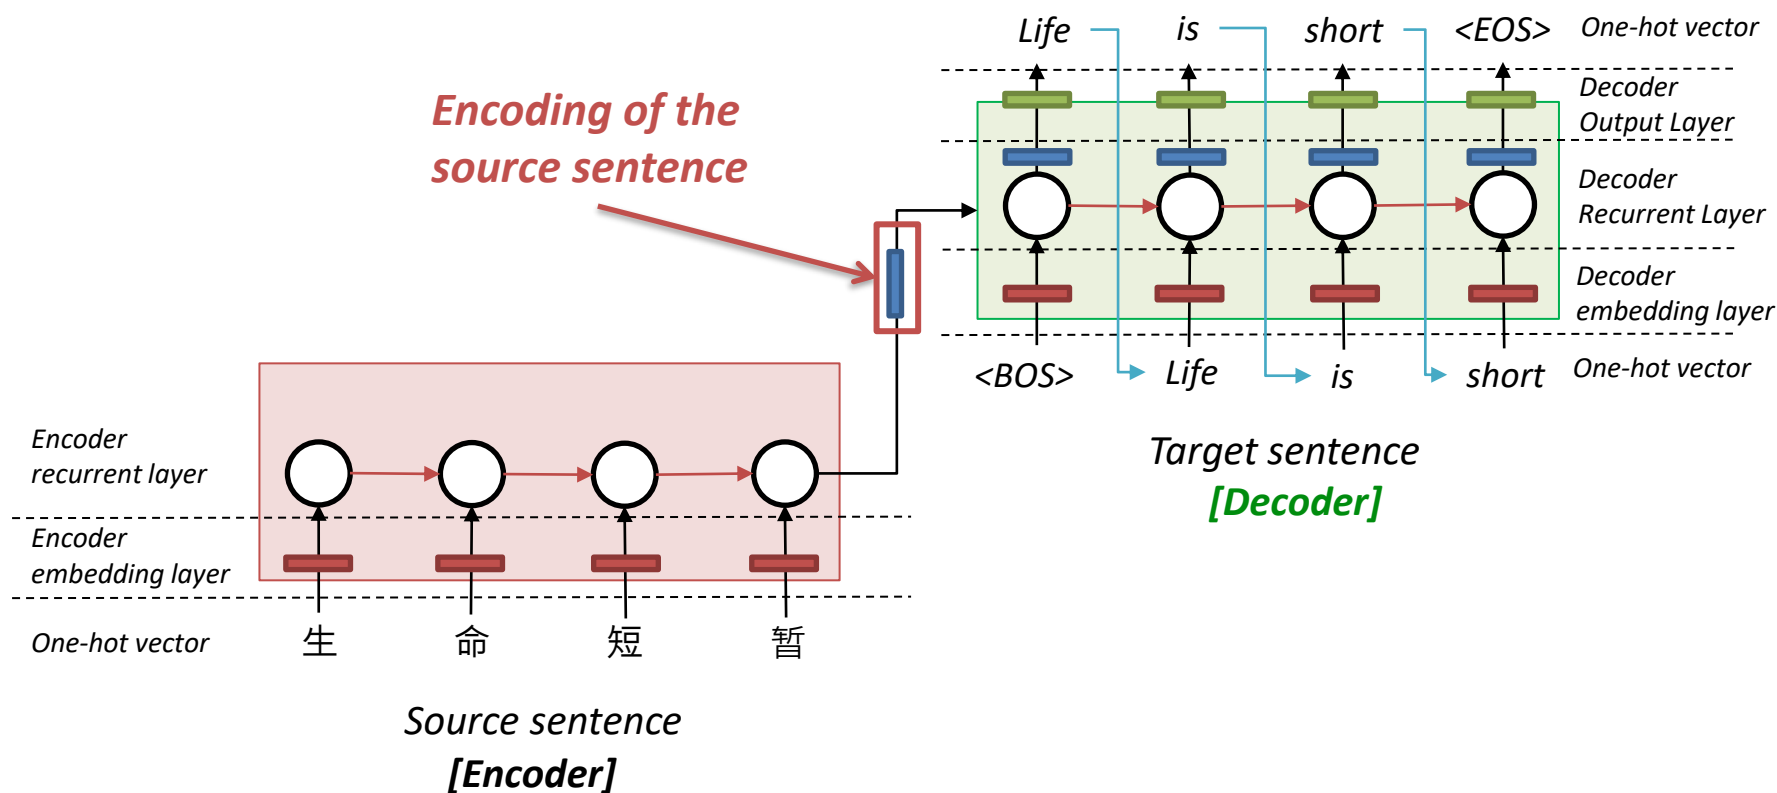 Life is short <EOS> One-hot vector
Decoder
Output Layer
Encoding of the
source sentence
Decoder
Recurrent Layer
Decoder
embedding layer
<BOS> Life is short One-hot vector
Target sentence
[Decoder]
Encoder
recurrent layer
Encoder
embedding layer
One-hot vector 生 命 短 暂
Source sentence
[Encoder]